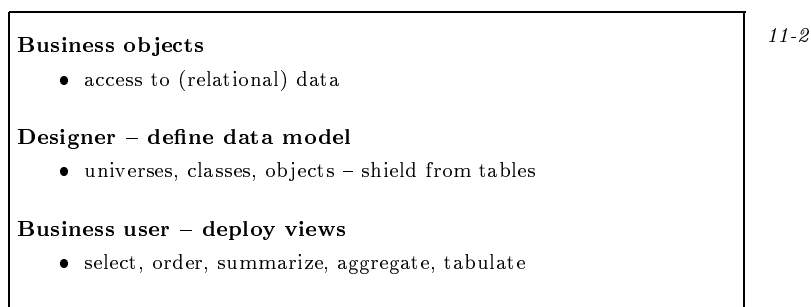 Business objects
• access to (relational) data
Designer – define data model
• universes, classes, objects – shield from tables
Business user – deploy views
• select, order, summarize, aggregate, tabulate
11-2